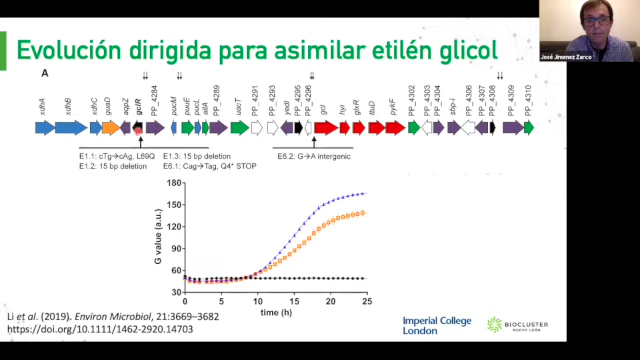 Evolución dirigida para asimilar etilén glicol
José Jimenez Zarco
A
xdhA
xdhB
xdhC
guaD
aqpZ
gclR
PP_4284
pucM
puuE
pucL
allA
PP_4289
uacT
PP_4291
PP_4293
yedI
PP_4295
PP_4296
gcl
hyi
glxR
ttuD
pykF
PP_4302
PP_4303
PP_4304
sbp-I
PP_4306
PP_4307
PP_4308
PP_4309
PP_4310
E1.1: cTg→cAg, L69Q
E1.2: 15 bp deletion
E1.3: 15 bp deletion
E6.1: Cag→Tag, Q4* STOP
E6.2: G→A intergenic
G value (a.u.)
180
150
120
90
60
30
0
5
10
15
20
25
time (h)
Li et al. (2019). Environ Microbiol, 21:3669–3682
https://doi.org/10.1111/1462-2920.14703
Imperial College
London
BIOCLUSTER
NUEVO LEÓN